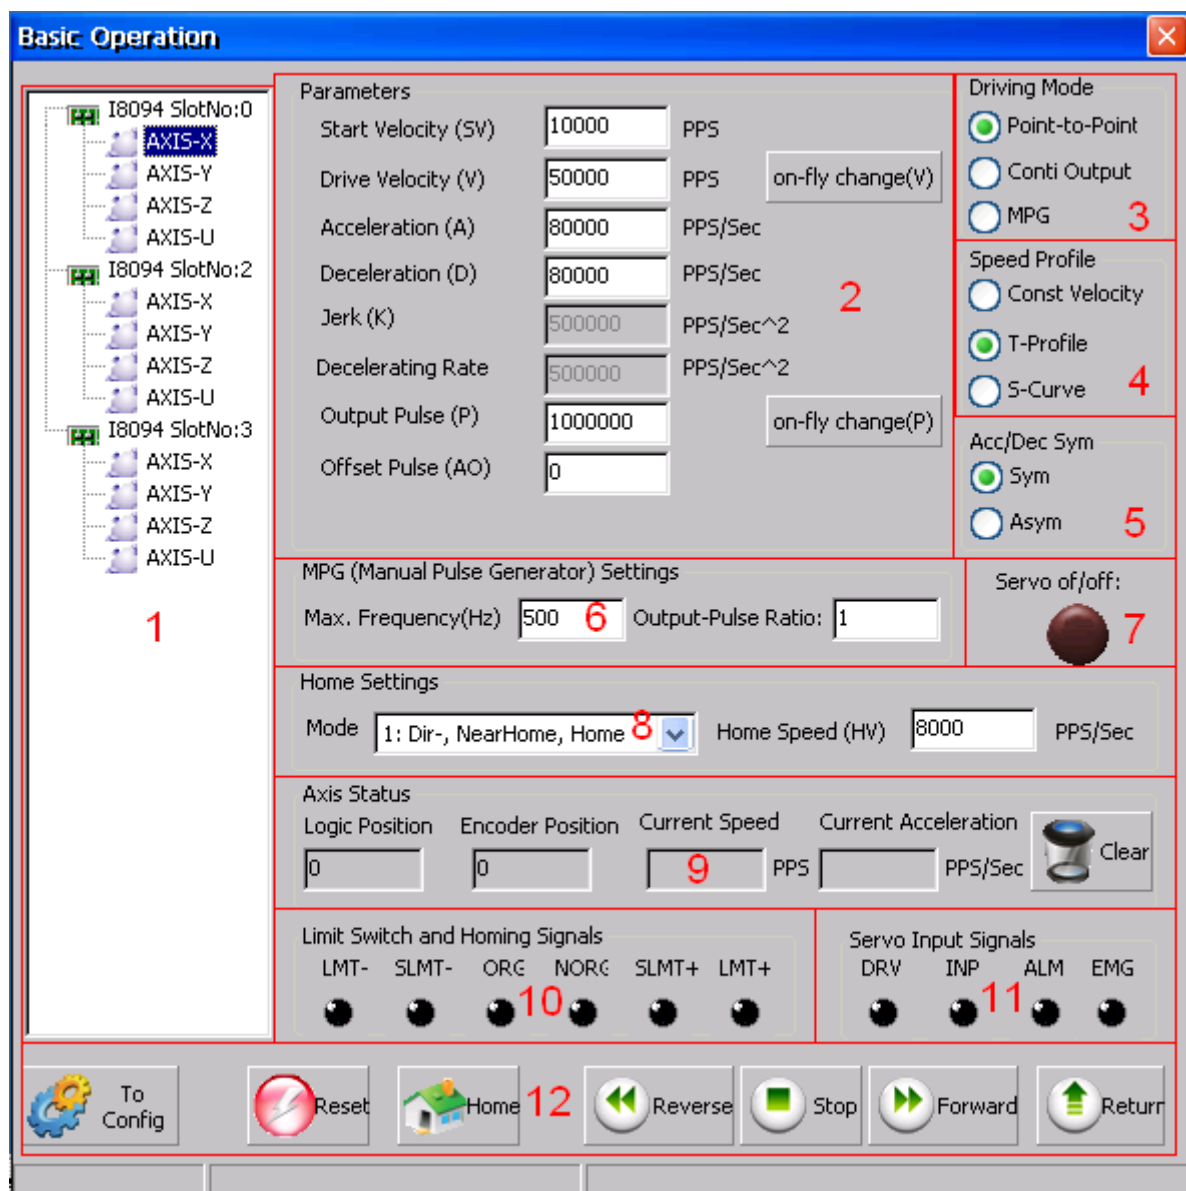 Basic Operation
I8094 SlotNo:0
AXIS-X
AXIS-Y
AXIS-Z
AXIS-U
I8094 SlotNo:2
AXIS-X
AXIS-Y
AXIS-Z
AXIS-U
I8094 SlotNo:3
AXIS-X
AXIS-Y
AXIS-Z
AXIS-U
1
Parameters
Start Velocity (SV) 10000 PPS
Drive Velocity (V) 50000 PPS on-fly change(V)
Acceleration (A) 80000 PPS/Sec
Deceleration (D) 80000 PPS/Sec
2
Jerk (K) 500000 PPS/Sec^2
Decelerating Rate 500000 PPS/Sec^2
Output Pulse (P) 1000000 on-fly change(P)
Offset Pulse (AO) 0
Driving Mode
Point-to-Point
Conti Output
MPG 3
Speed Profile
Const Velocity
T-Profile
S-Curve 4
Acc/Dec Sym
Sym
Asym 5
MPG (Manual Pulse Generator) Settings
Max. Frequency(Hz) 500 6 Output-Pulse Ratio: 1
Servo of/off:
7
Home Settings
Mode 1: Dir-, NearHome, Home 8 Home Speed (HV) 8000 PPS/Sec
Axis Status
Logic Position Encoder Position Current Speed Current Acceleration
0 0 9 PPS PPS/Sec Clear
Limit Switch and Homing Signals
LMT- SLMT- ORG NORG SLMT+ LMT+
10
Servo Input Signals
DRV INP ALM EMG
11
To Config Reset Home 12 Reverse Stop Forward Return